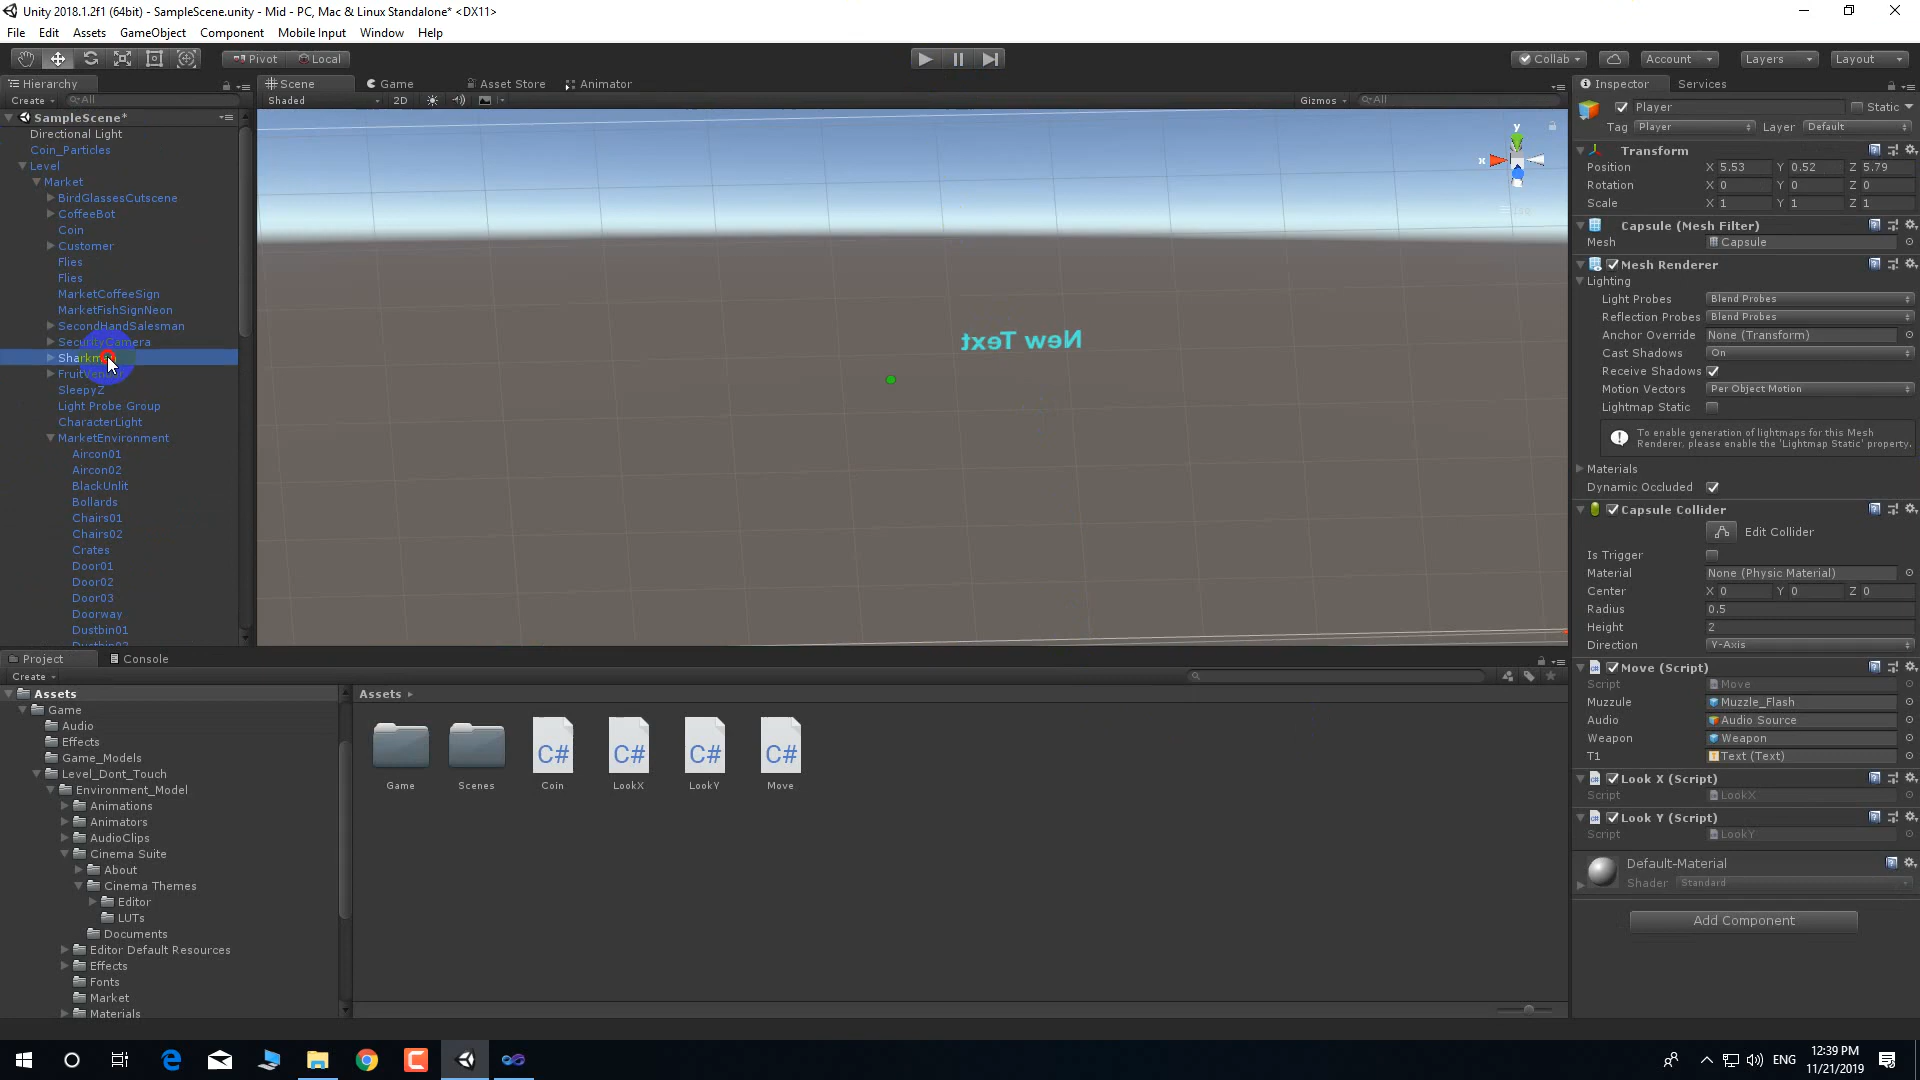 Unity 2018.1.2f1 (64bit) - SampleScene.unity - Mid - PC, Mac & Linux Standalone* <DX11>
File Edit Assets GameObject Component Mobile Input Window Help
Pivot Local Collab Account Layers Layout
Hierarchy
Create All
SampleScene*
Directional Light
Coin_Particles
Level
Market
BirdGlassesCutscene
CoffeeBot
Coin
Customer
Flies
Flies
MarketCoffeeSign
MarketFishSignNeon
SecondHandSalesman
SecurityCamera
SleepyZ
Light Probe Group
CharacterLight
MarketEnvironment
Aircon01
Aircon02
BlackUnlit
Bollards
Chairs01
Chairs02
Crates
Door01
Door02
Door03
Doorway
Dustbin01
Scene Game Asset Store Animator
Shaded 2D Gizmos All
y
x
New Text
Inspector Services
Player Static
Tag Player Layer Default
Transform
Position X 5.53 Y 0.52 Z 5.79
Rotation X 0 Y 0 Z 0
Scale X 1 Y 1 Z 1
Capsule (Mesh Filter)
Mesh Capsule
Mesh Renderer
Lighting
Light Probes Blend Probes
Reflection Probes Blend Probes
Anchor Override None (Transform)
Cast Shadows On
Receive Shadows
Motion Vectors Per Object Motion
Lightmap Static
To enable generation of lightmaps for this Mesh
Renderer, please enable the 'Lightmap Static' property.
Materials
Dynamic Occluded
Capsule Collider
Edit Collider
Is Trigger
Material None (Physic Material)
Center X 0 Y 0 Z 0
Radius 0.5
Height 2
Direction Y-Axis
Move (Script)
Script Move
Muzzule Muzzle_Flash
Audio Audio Source
Weapon Weapon
T1 Text (Text)
Look X (Script)
Script LookX
Look Y (Script)
Script LookY
Default-Material
Shader Standard
Add Component
Project Console
Create
Assets
Game
Audio
Effects
Game_Models
Level_Dont_Touch
Environment_Model
Animations
Animators
AudioClips
Cinema Suite
About
Cinema Themes
Editor
LUTs
Documents
Editor Default Resources
Effects
Fonts
Market
Materials
Assets
C# C# C# C#
Game Scenes Coin LookX LookY Move
ENG
12:39 PM
11/21/2019